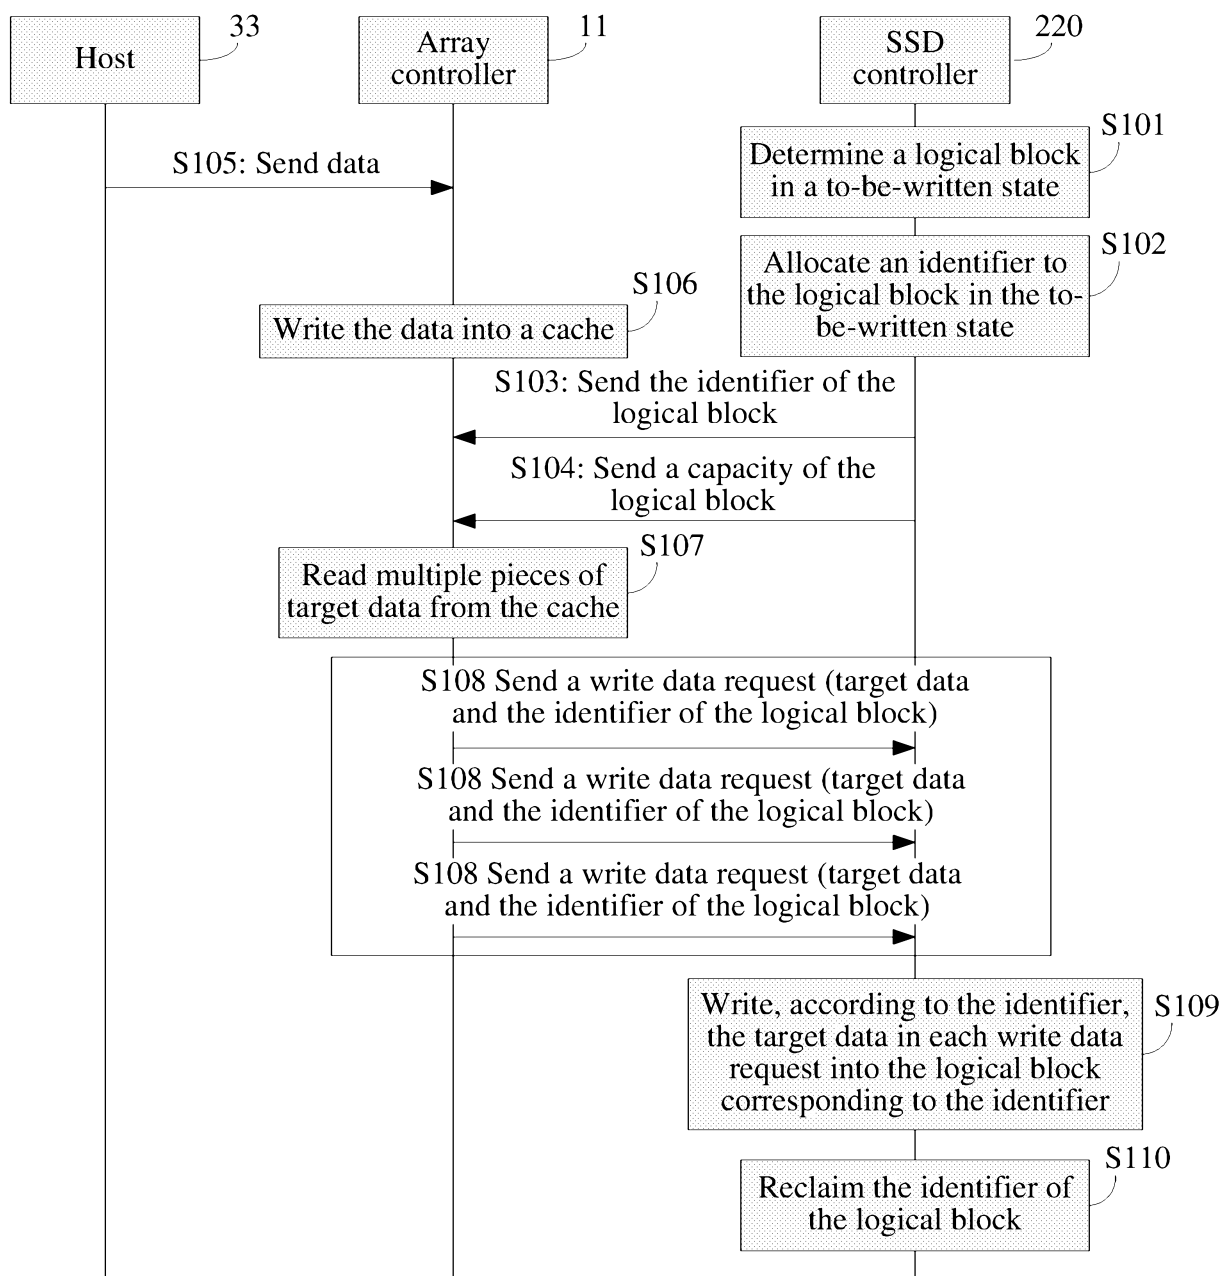 Host
33
Array
controller
11
SSD
controller
220
S101
Determine a logical block
in a to-be-written state
S105: Send data
S102
Allocate an identifier to
the logical block in the to-
be-written state
S106
Write the data into a cache
S103: Send the identifier of the
logical block
S104: Send a capacity of the
logical block
S107
Read multiple pieces of
target data from the cache
S108 Send a write data request (target data
and the identifier of the logical block)
S108 Send a write data request (target data
and the identifier of the logical block)
S108 Send a write data request (target data
and the identifier of the logical block)
S109
Write, according to the identifier,
the target data in each write data
request into the logical block
corresponding to the identifier
S110
Reclaim the identifier of
the logical block